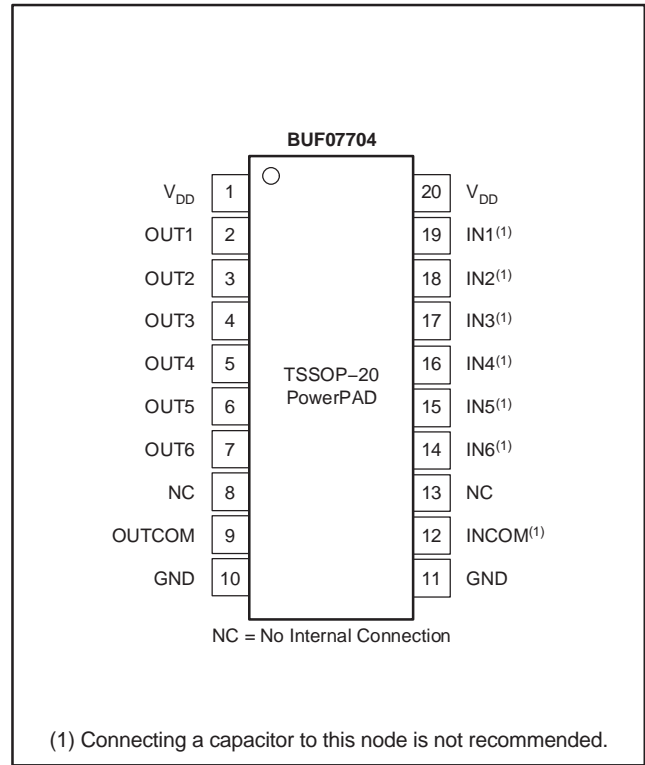 BUF07704
V_DD 1 20 V_DD
OUT1 2 19 IN1(1)
OUT2 3 18 IN2(1)
OUT3 4 17 IN3(1)
OUT4 5 16 IN4(1)
TSSOP−20
PowerPAD
OUT5 6 15 IN5(1)
OUT6 7 14 IN6(1)
NC 8 13 NC
OUTCOM 9 12 INCOM(1)
GND 10 11 GND
NC = No Internal Connection
(1) Connecting a capacitor to this node is not recommended.